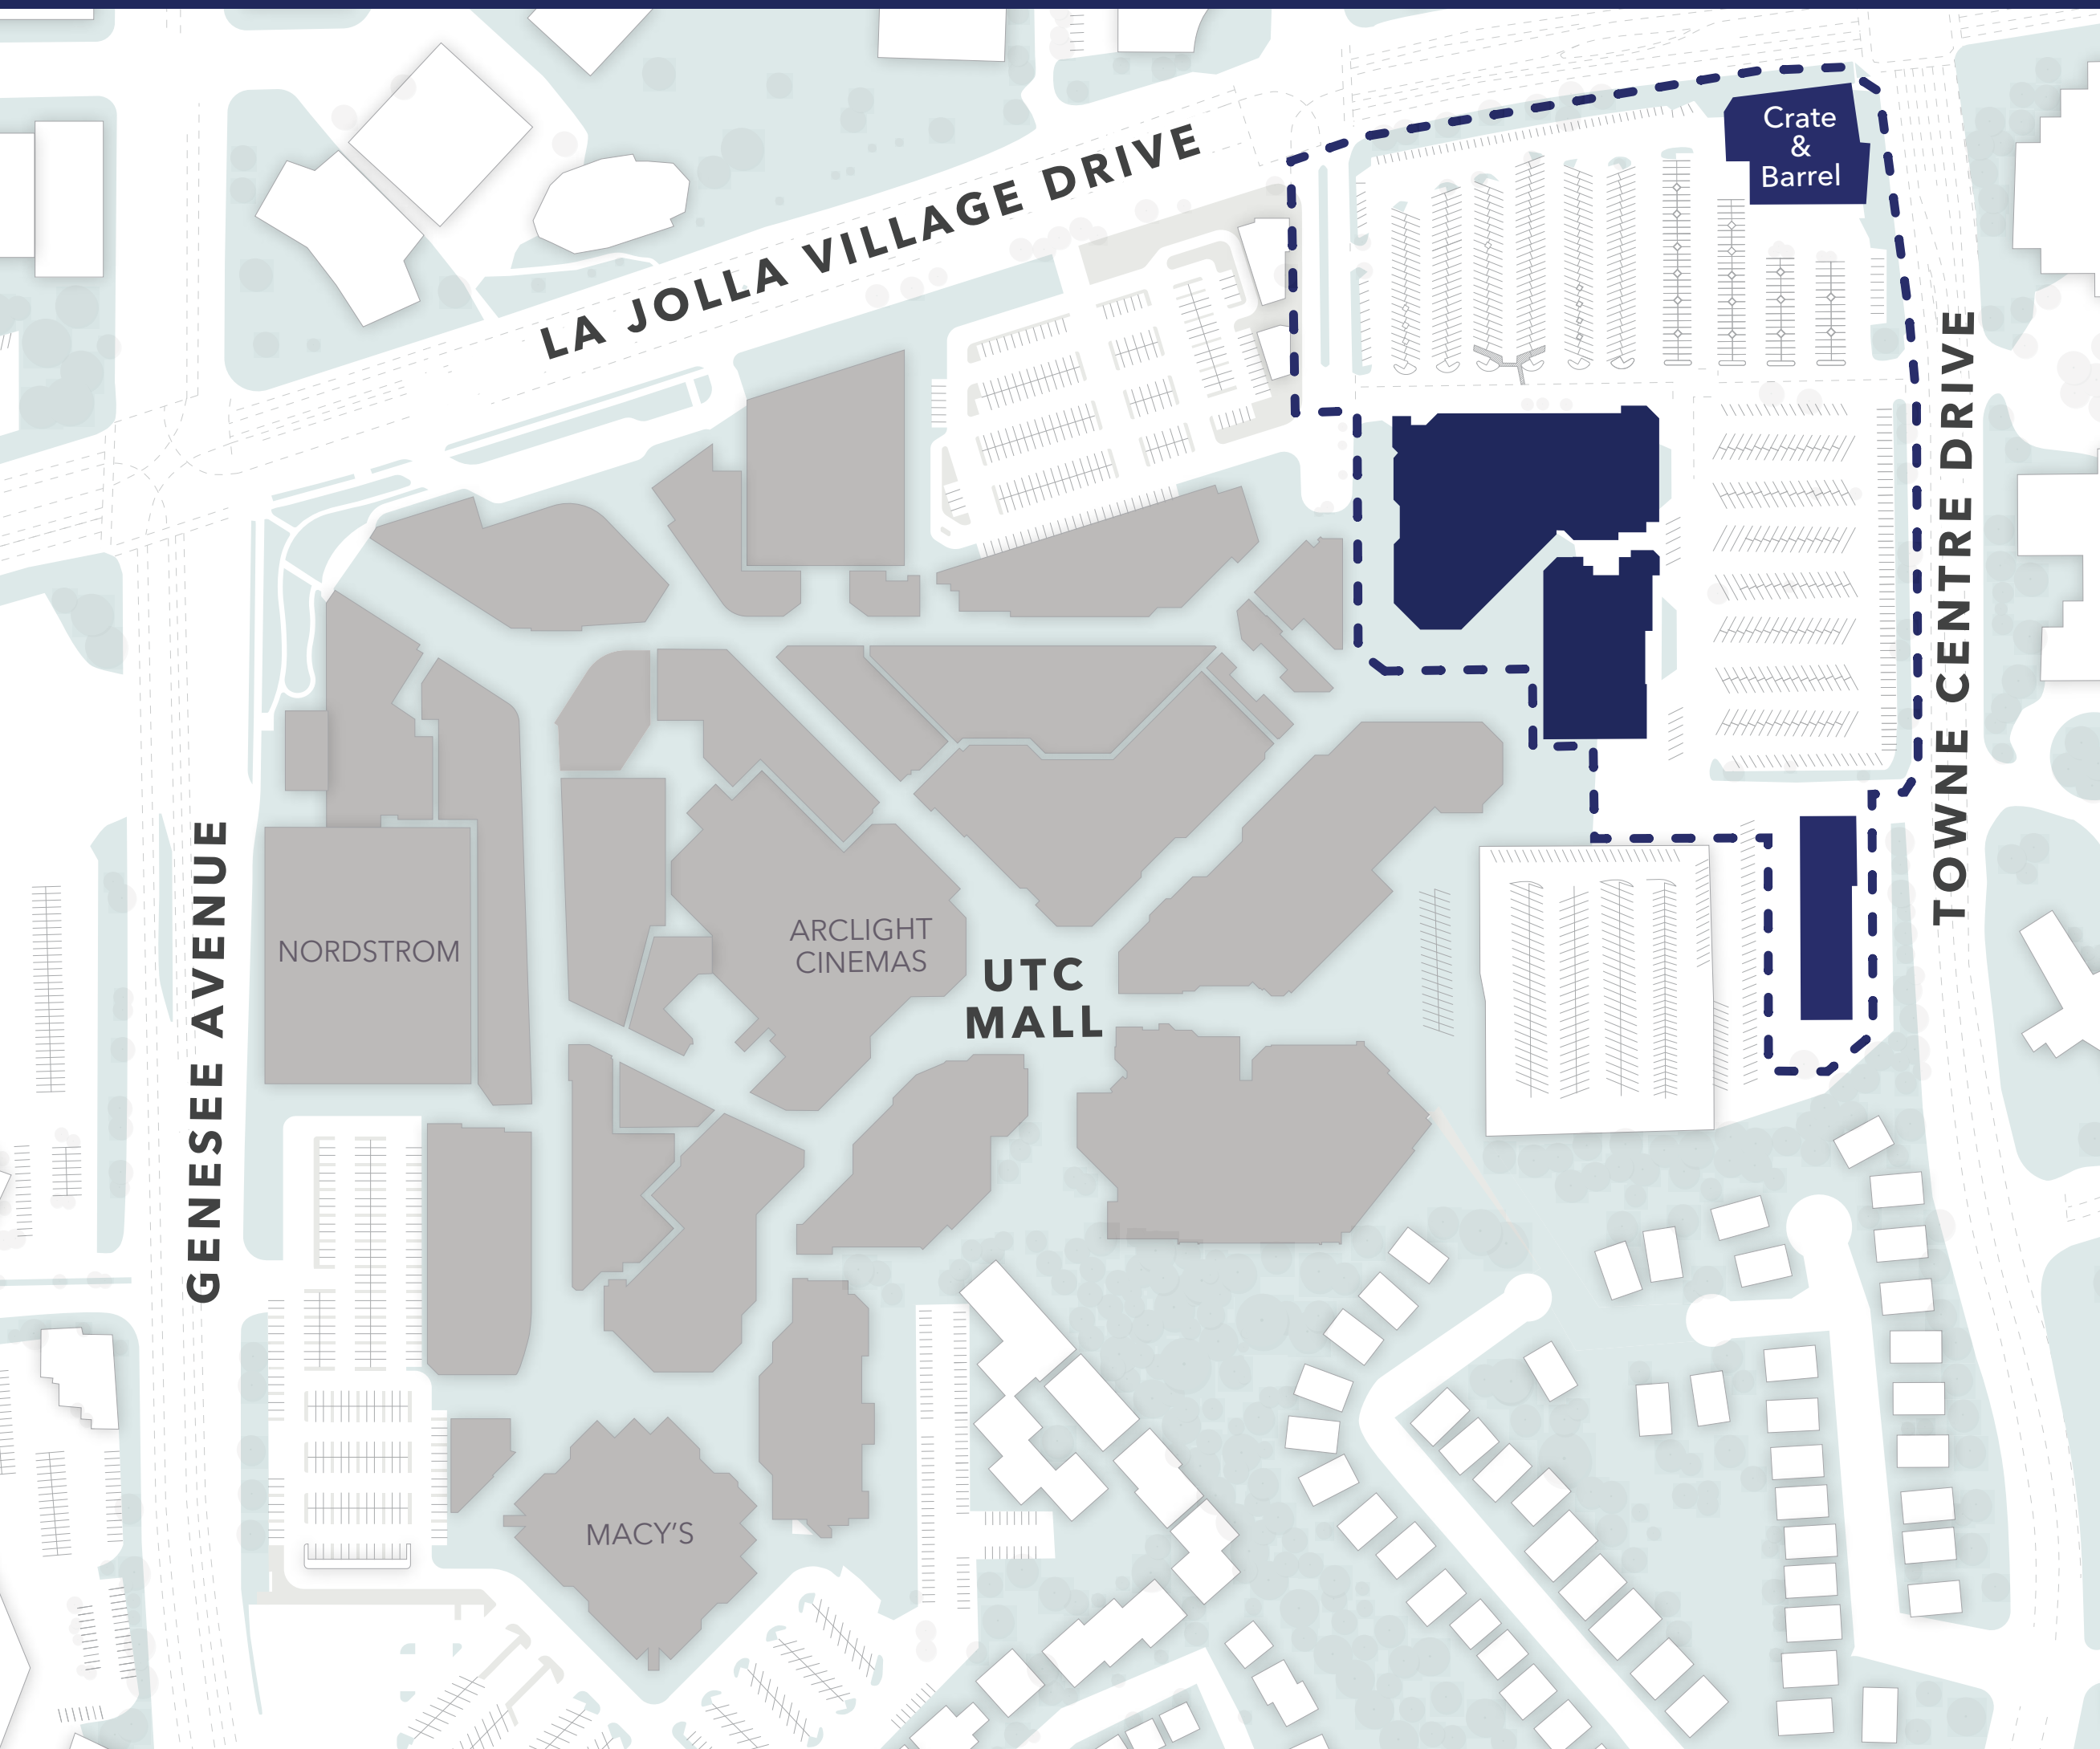 Crate
&
Barrel
LA JOLLA VILLAGE DRIVE
TOWNE CENTRE DRIVE
GENESEE AVENUE
NORDSTROM
ARCLIGHT
CINEMAS
UTC
MALL
MACY'S